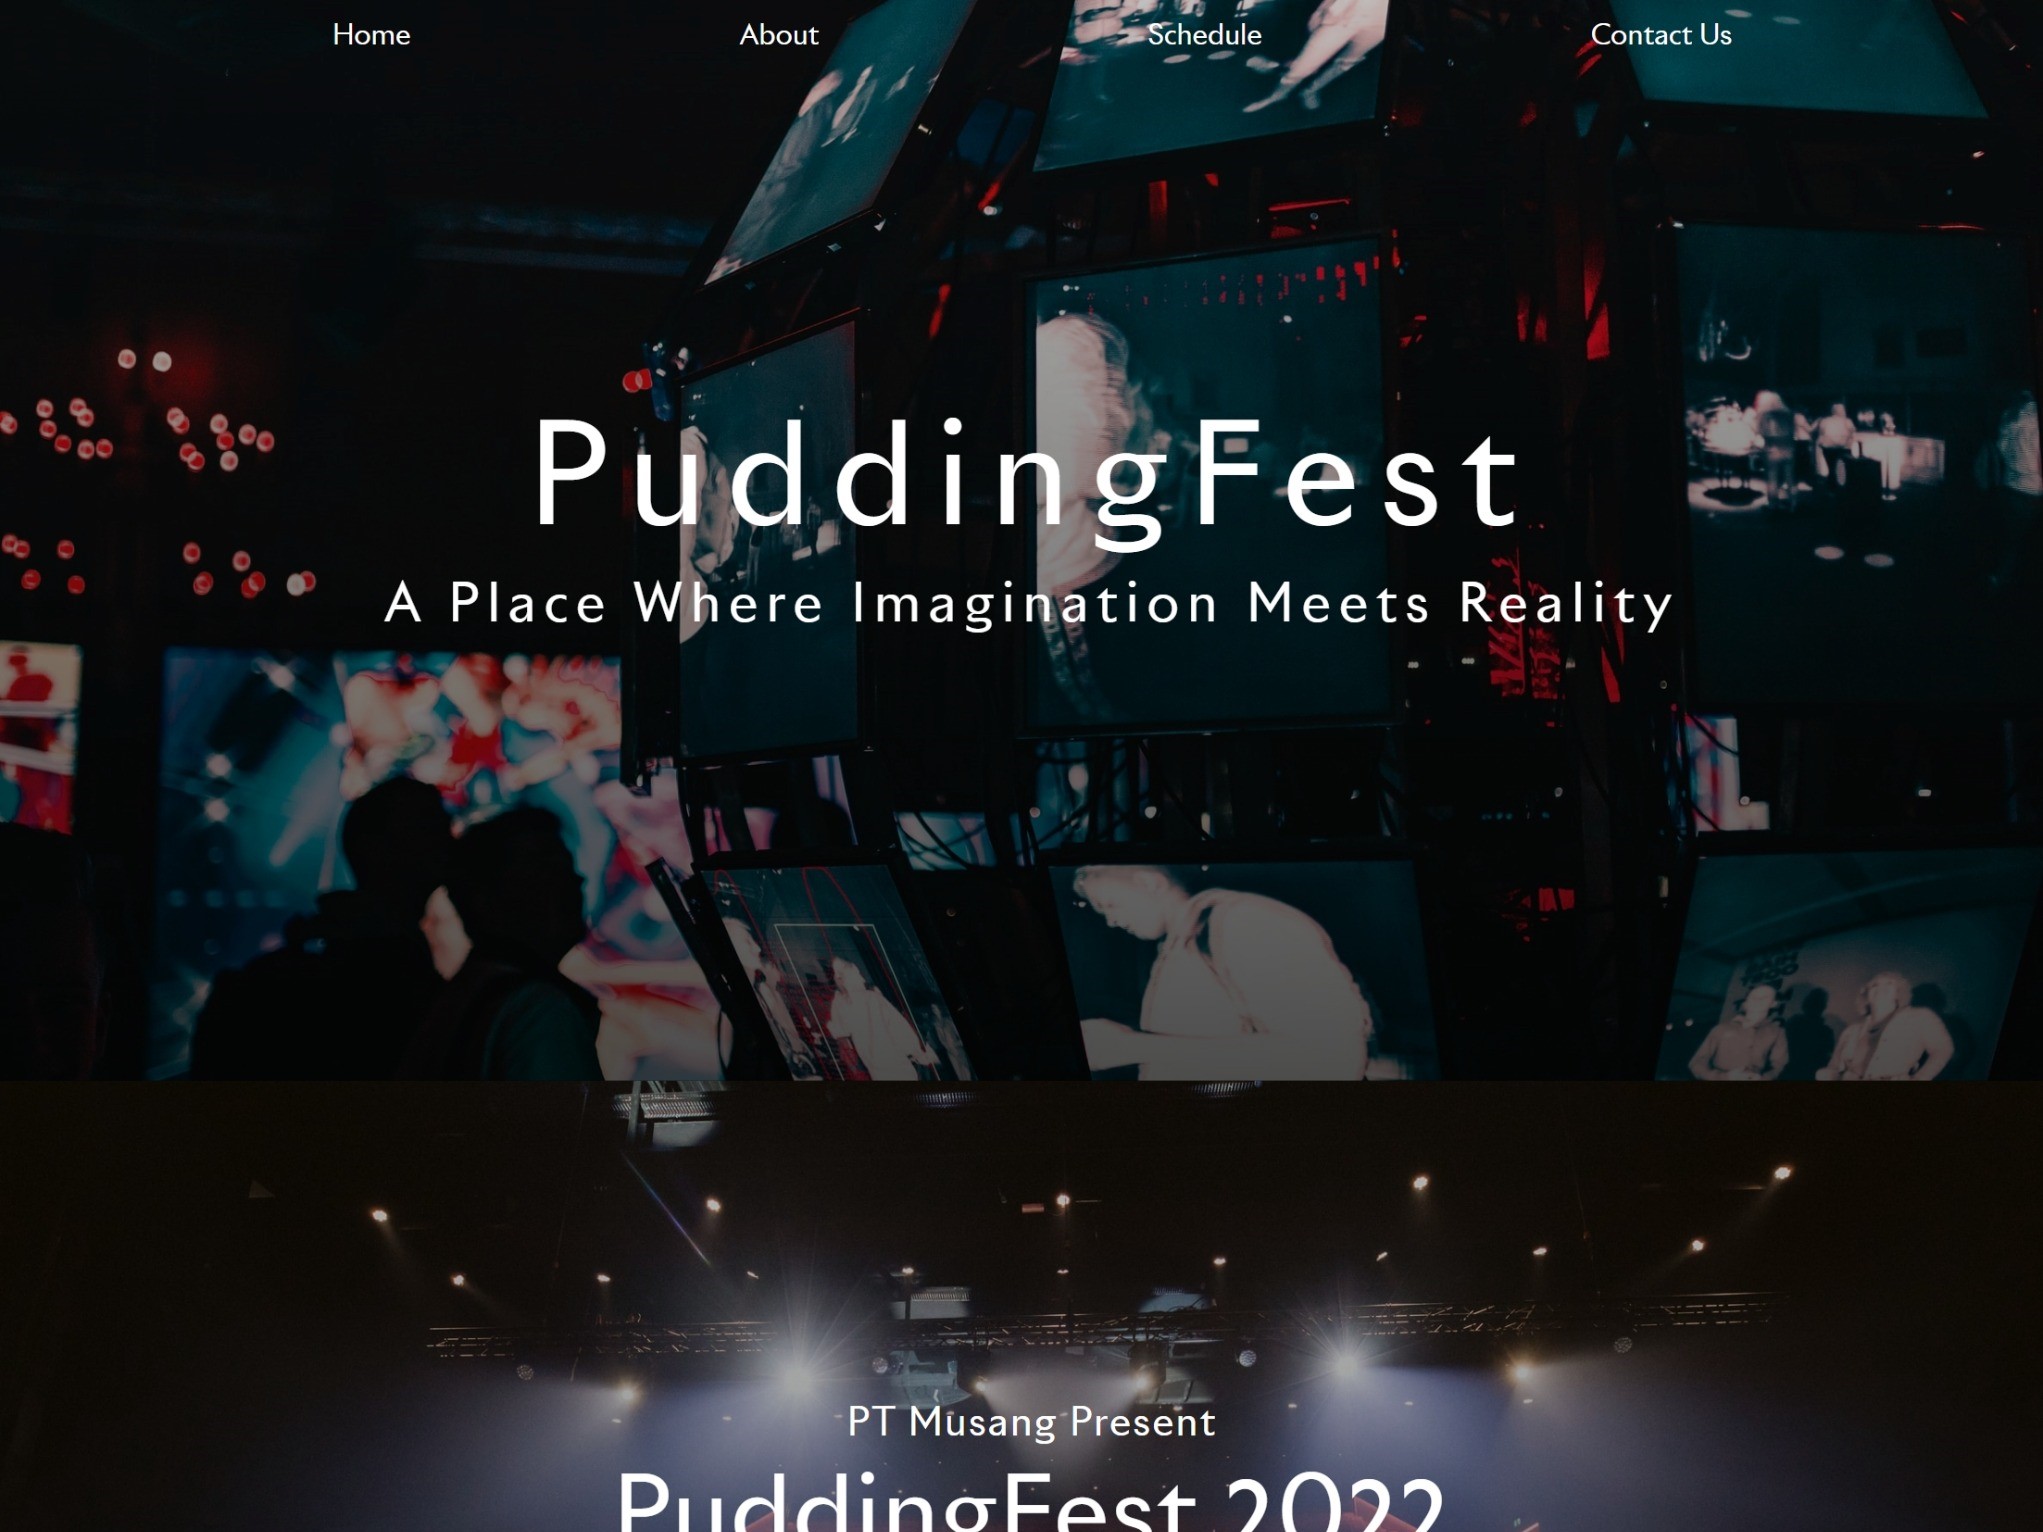 Home About Schedule Contact Us
PuddingFest
A Place Where Imagination Meets Reality
PT Musang Present
PuddingFest 2022